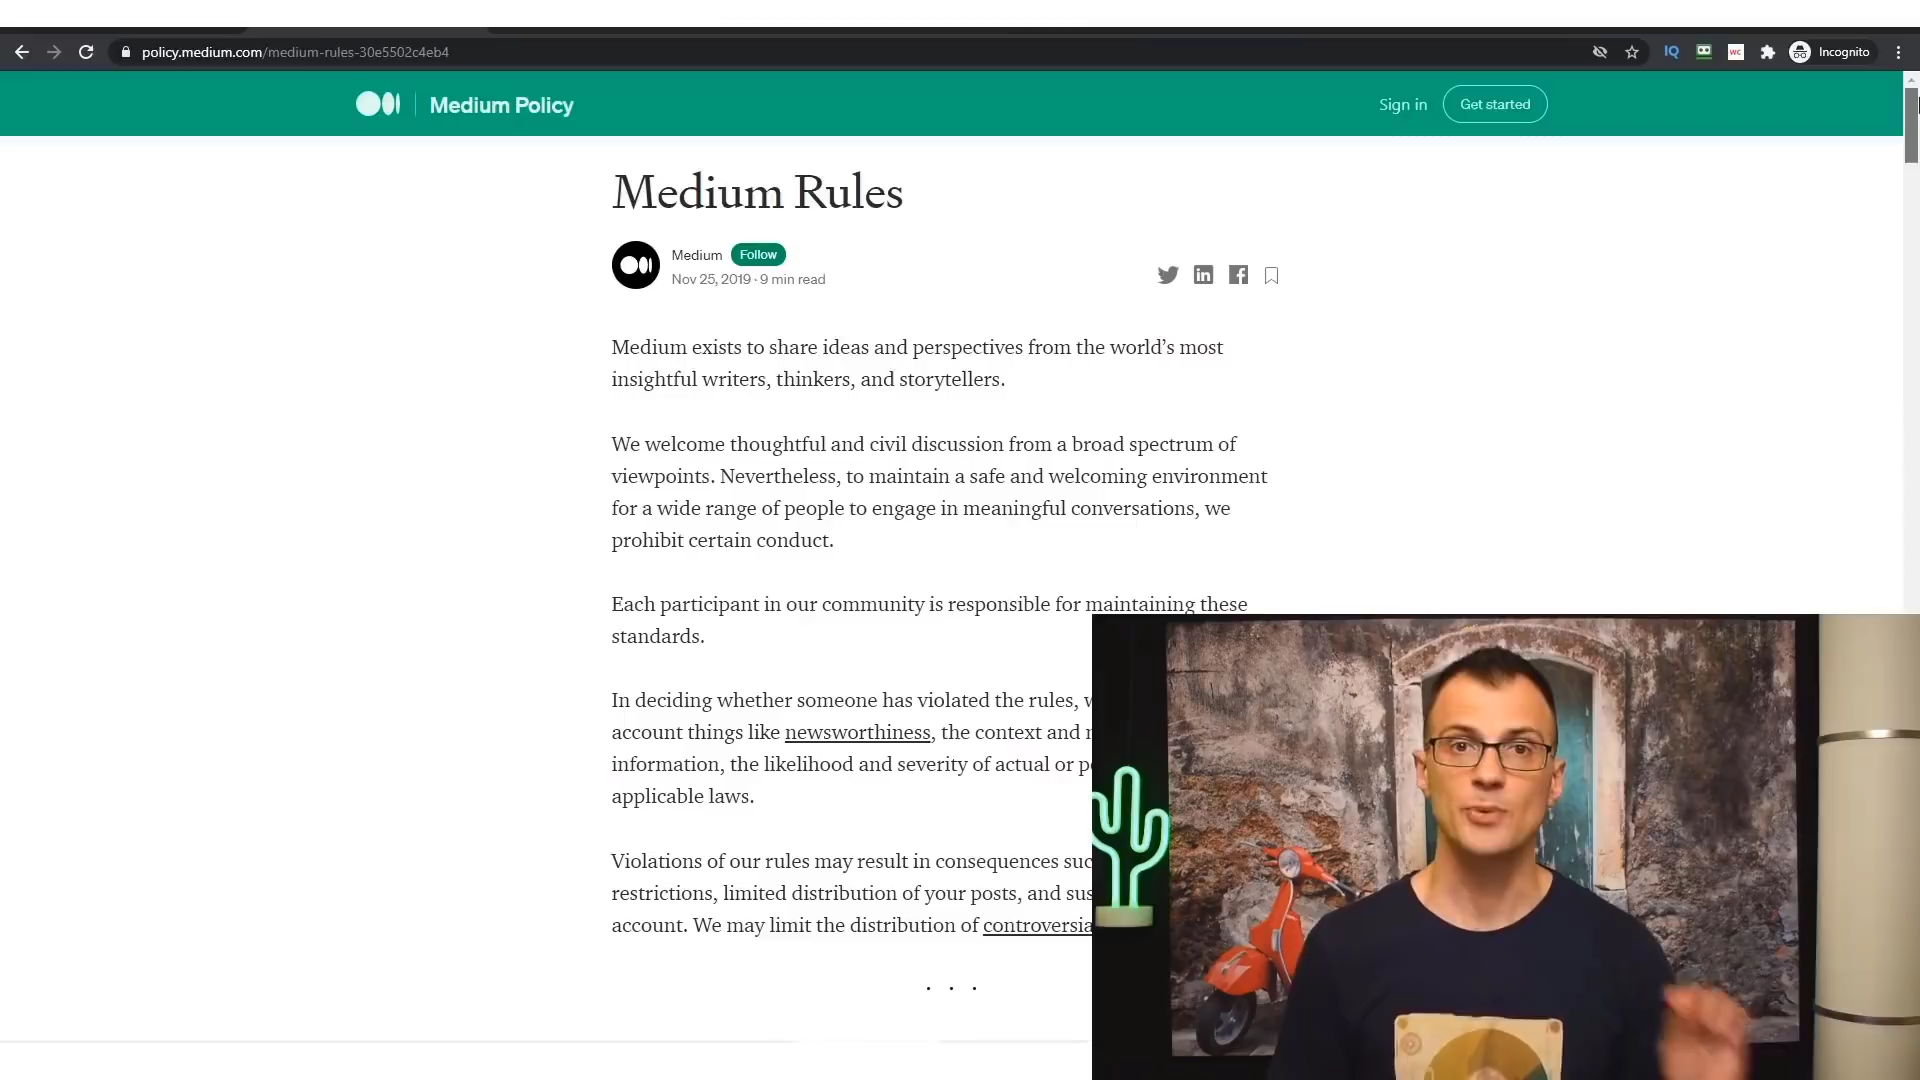 policy.medium.com/medium-rules-30e5502c4eb4
IQ
WC
Incognito
Medium Policy
Sign in
Get started
Medium Rules
Medium
Follow
Nov 25, 2019 · 9 min read
Medium exists to share ideas and perspectives from the world’s most
insightful writers, thinkers, and storytellers.
We welcome thoughtful and civil discussion from a broad spectrum of
viewpoints. Nevertheless, to maintain a safe and welcoming environment
for a wide range of people to engage in meaningful conversations, we
prohibit certain conduct.
Each participant in our community is responsible for maintaining these
standards.
In deciding whether someone has violated the rules,
account things like newsworthiness, the context and
information, the likelihood and severity of actual or
applicable laws.
Violations of our rules may result in consequences
restrictions, limited distribution of your posts, and
account. We may limit the distribution of